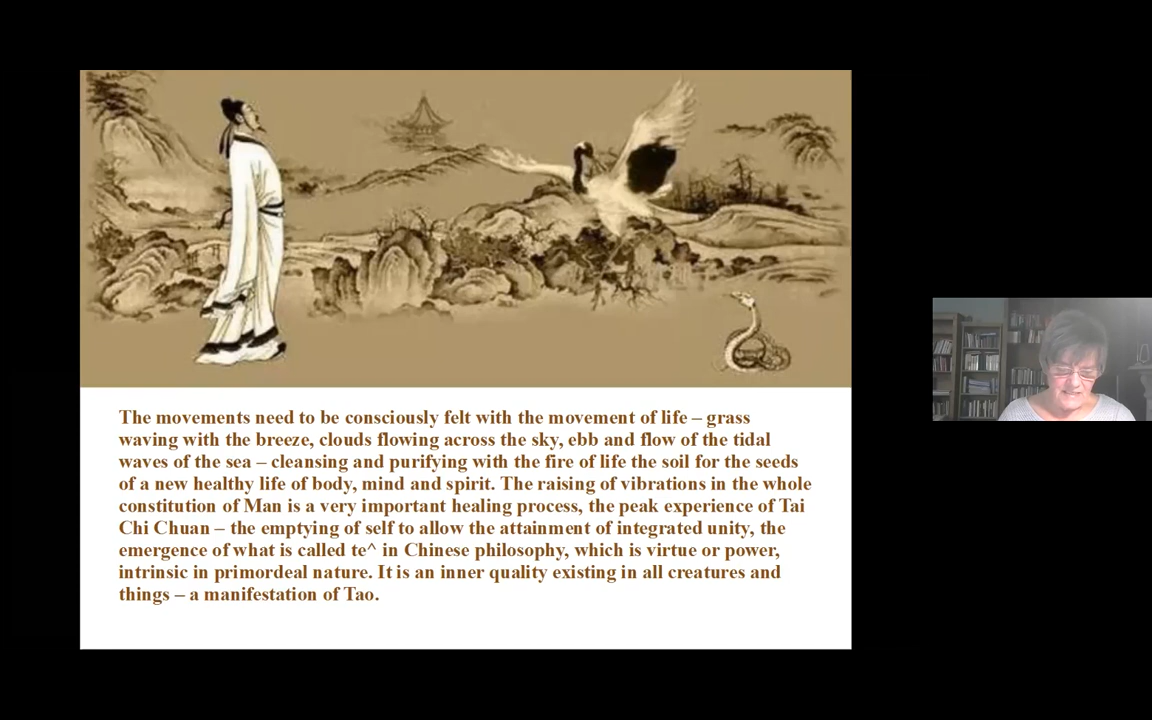 The movements need to be consciously felt with the movement of life – grass
waving with the breeze, clouds flowing across the sky, ebb and flow of the tidal
waves of the sea – cleansing and purifying with the fire of life the soil for the seeds
of a new healthy life of body, mind and spirit. The raising of vibrations in the whole
constitution of Man is a very important healing process, the peak experience of Tai
Chi Chuan – the emptying of self to allow the attainment of integrated unity, the
emergence of what is called te^ in Chinese philosophy, which is virtue or power,
intrinsic in primordeal nature. It is an inner quality existing in all creatures and
things – a manifestation of Tao.